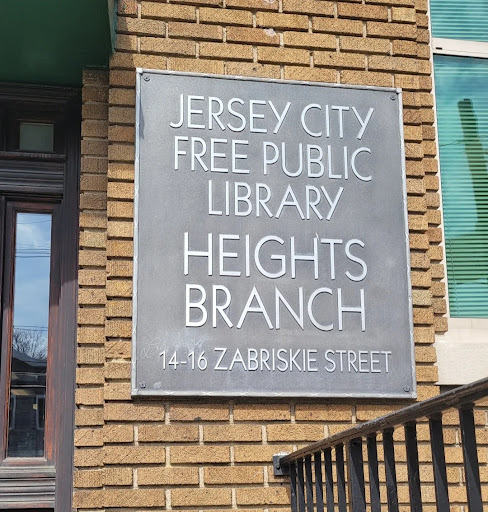 JERSEY CITY
FREE PUBLIC
LIBRARY
HEIGHTS
BRANCH
14-16 ZABRISKIE STREET